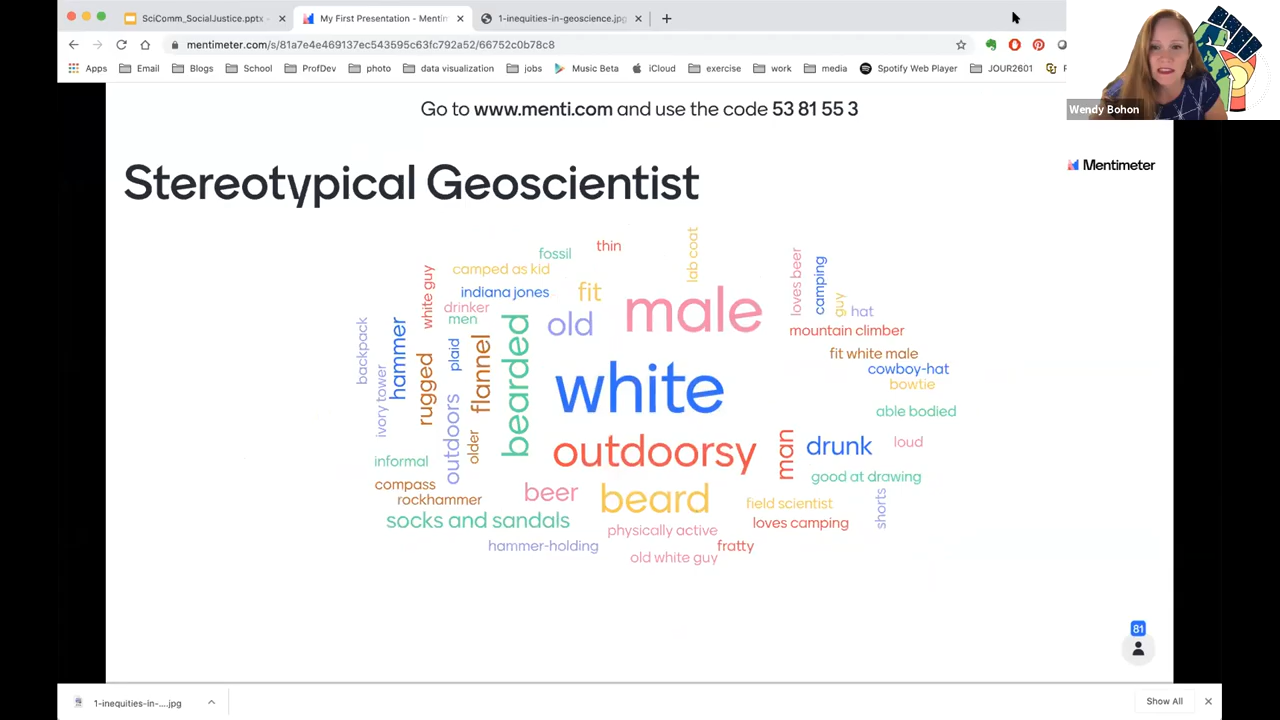 SciComm_SocialJustice.pptx -
My First Presentation - Mentim
1-inequities-in-geoscience.jpg
mentimeter.com/s/81a7e4e469137ec543595c63fc792a52/66752c0b78c8
Apps Email Blogs School ProfDev photo data visualization jobs Music Beta iCloud exercise work media Spotify Web Player JOUR2601
Wendy Bohon
Go to www.menti.com and use the code 53 81 55 3
Mentimeter
Stereotypical Geoscientist
fossil
thin
lab coat
camped as kid
white guy
indiana jones
fit
drinker
men
old
male
loves beer
camping
guy
hat
mountain climber
fit white male
cowboy-hat
bowtie
able bodied
backpack
hammer
ivory tower
rugged
plaid
flannel
bearded
white
outdoors
older
outdoorsy
man
drunk
loud
informal
good at drawing
compass
rockhammer
beer
beard
field scientist
shorts
socks and sandals
loves camping
physically active
hammer-holding
fratty
old white guy
81
1-inequities-in-....jpg
Show All